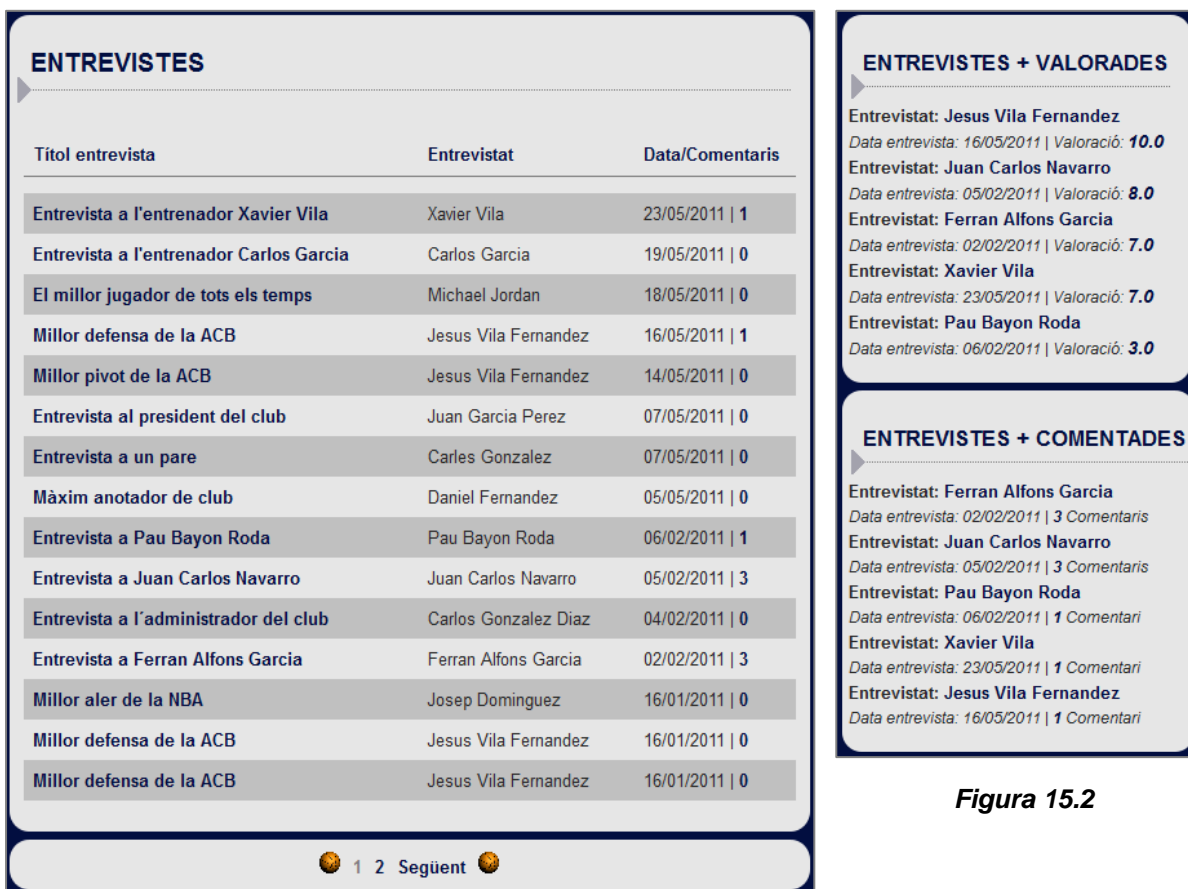 ENTREVISTES
Títol entrevista Entrevistat Data/Comentaris
Entrevista a l'entrenador Xavier Vila Xavier Vila 23/05/2011 | 1
Entrevista a l'entrenador Carlos Garcia Carlos Garcia 19/05/2011 | 0
El millor jugador de tots els temps Michael Jordan 18/05/2011 | 0
Millor defensa de la ACB Jesus Vila Fernandez 16/05/2011 | 1
Millor pivot de la ACB Jesus Vila Fernandez 14/05/2011 | 0
Entrevista al president del club Juan Garcia Perez 07/05/2011 | 0
Entrevista a un pare Carles Gonzalez 07/05/2011 | 0
Màxim anotador de club Daniel Fernandez 05/05/2011 | 0
Entrevista a Pau Bayon Roda Pau Bayon Roda 06/02/2011 | 1
Entrevista a Juan Carlos Navarro Juan Carlos Navarro 05/02/2011 | 3
Entrevista a l´administrador del club Carlos Gonzalez Diaz 04/02/2011 | 0
Entrevista a Ferran Alfons Garcia Ferran Alfons Garcia 02/02/2011 | 3
Millor aler de la NBA Josep Dominguez 16/01/2011 | 0
Millor defensa de la ACB Jesus Vila Fernandez 16/01/2011 | 0
Millor defensa de la ACB Jesus Vila Fernandez 16/01/2011 | 0
1 2 Següent
ENTREVISTES + VALORADES
Entrevistat: Jesus Vila Fernandez
Data entrevista: 16/05/2011 | Valoració: 10.0
Entrevistat: Juan Carlos Navarro
Data entrevista: 05/02/2011 | Valoració: 8.0
Entrevistat: Ferran Alfons Garcia
Data entrevista: 02/02/2011 | Valoració: 7.0
Entrevistat: Xavier Vila
Data entrevista: 23/05/2011 | Valoració: 7.0
Entrevistat: Pau Bayon Roda
Data entrevista: 06/02/2011 | Valoració: 3.0
ENTREVISTES + COMENTADES
Entrevistat: Ferran Alfons Garcia
Data entrevista: 02/02/2011 | 3 Comentaris
Entrevistat: Juan Carlos Navarro
Data entrevista: 05/02/2011 | 3 Comentaris
Entrevistat: Pau Bayon Roda
Data entrevista: 06/02/2011 | 1 Comentari
Entrevistat: Xavier Vila
Data entrevista: 23/05/2011 | 1 Comentari
Entrevistat: Jesus Vila Fernandez
Data entrevista: 16/05/2011 | 1 Comentari
Figura 15.2